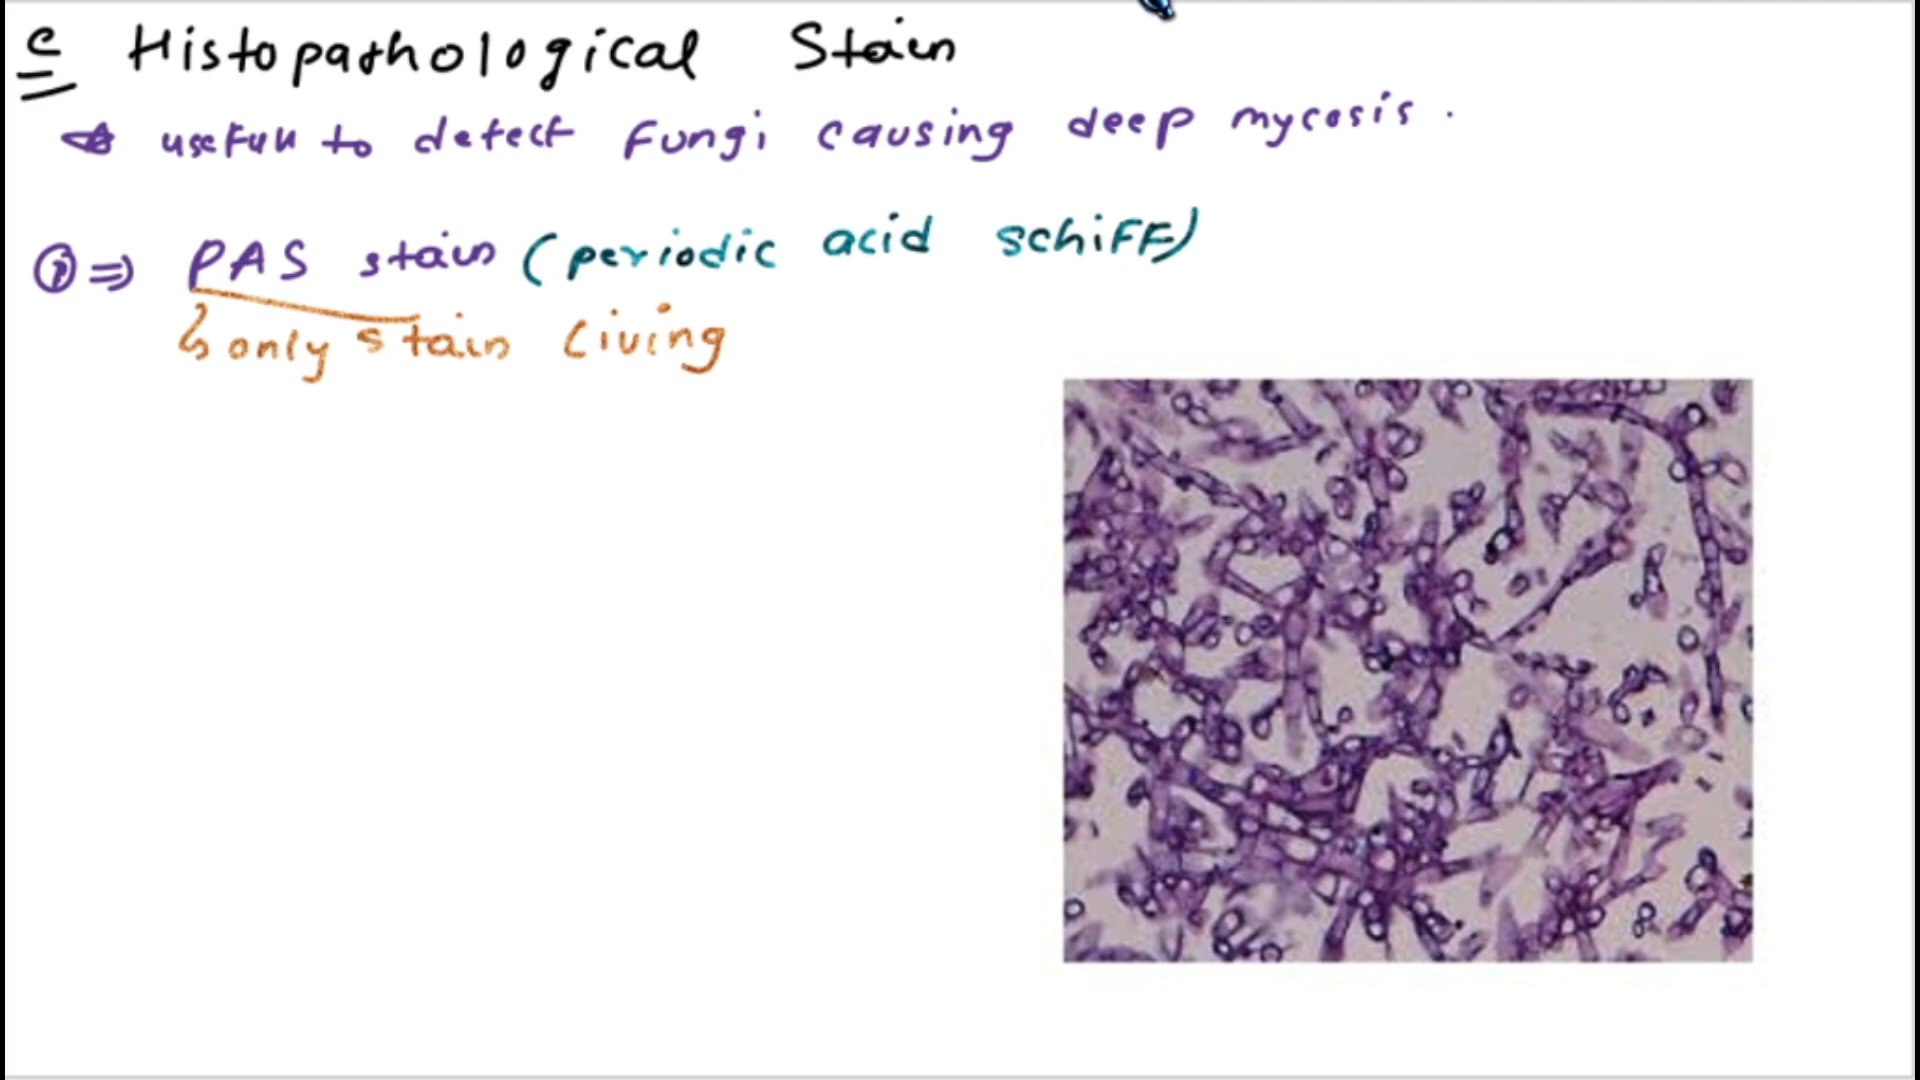 c Histopathological Stain
useful to detect fungi causing deep mycosis.
① ⇒ PAS stain (periodic acid schiff)
↳ only stain living